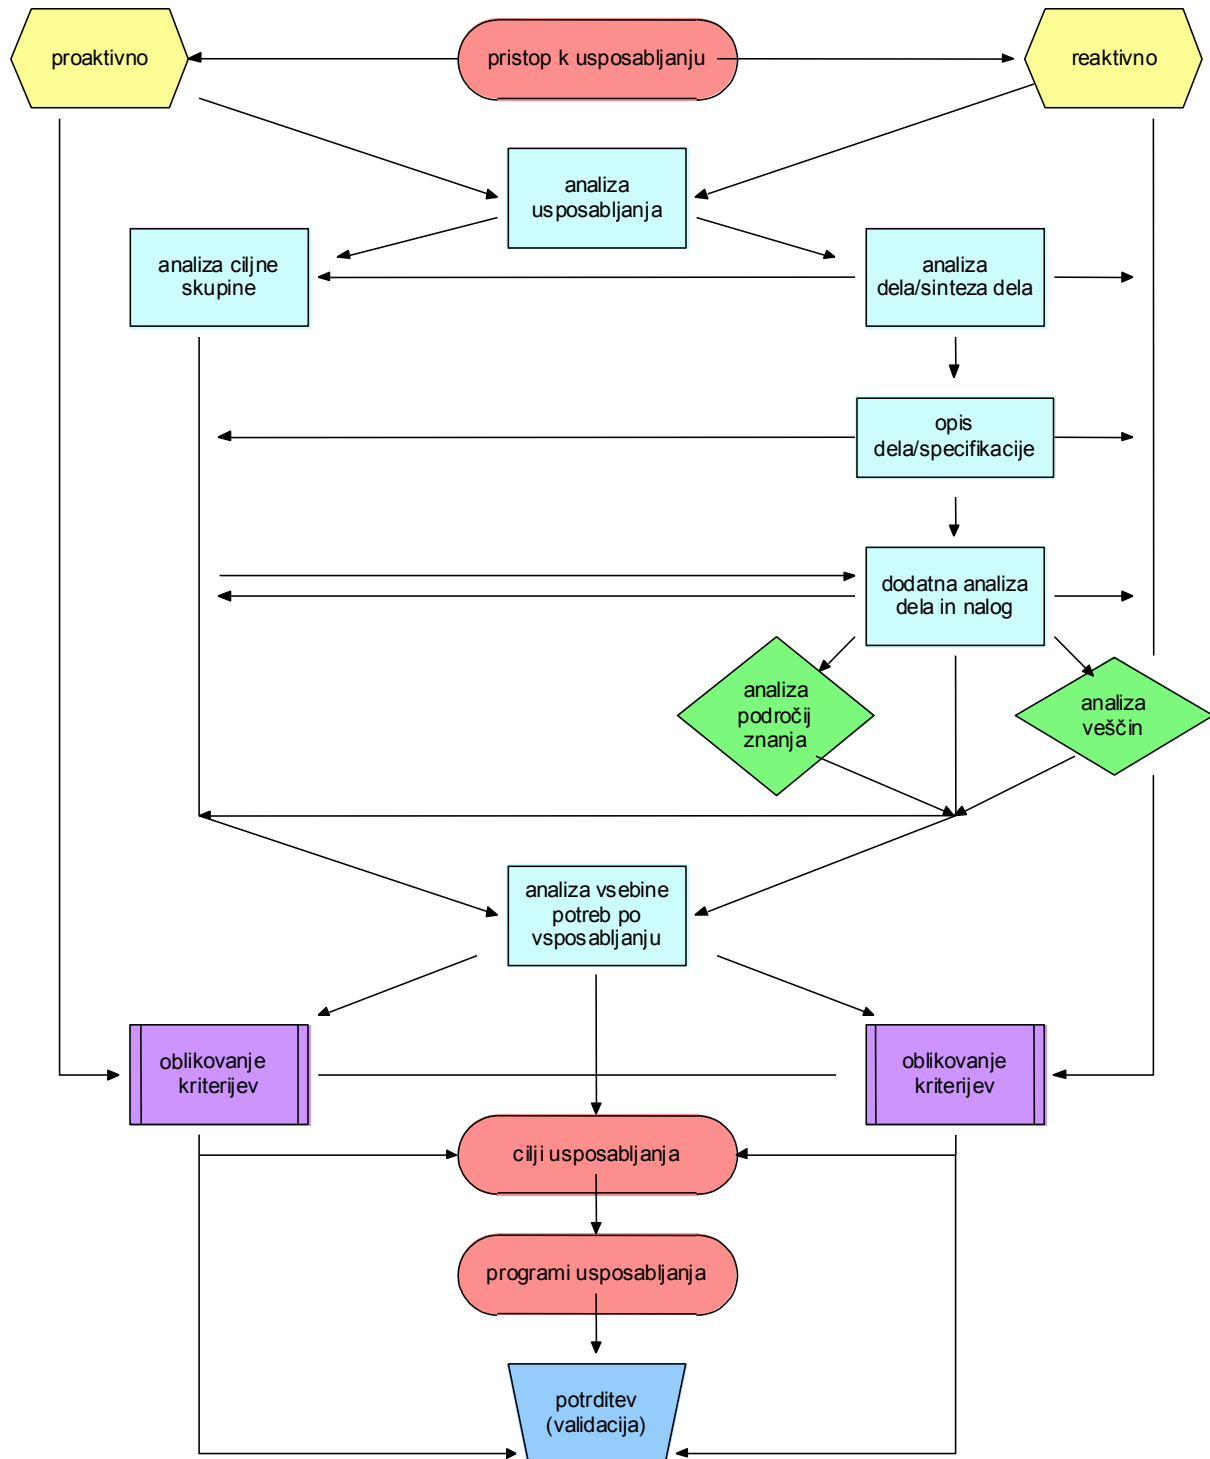 proaktivno
pristop k usposabljanju
reaktivno
analiza
usposabljanja
analiza ciljne
skupine
analiza
dela/sinteza dela
opis
dela/specifikacije
dodatna analiza
dela in nalog
analiza
področij
znanja
analiza
veščin
analiza vsebine
potreb po
vsposabljanju
oblikovanje
kriterijev
oblikovanje
kriterijev
cilji usposabljanja
programi usposabljanja
potrditev
(validacija)